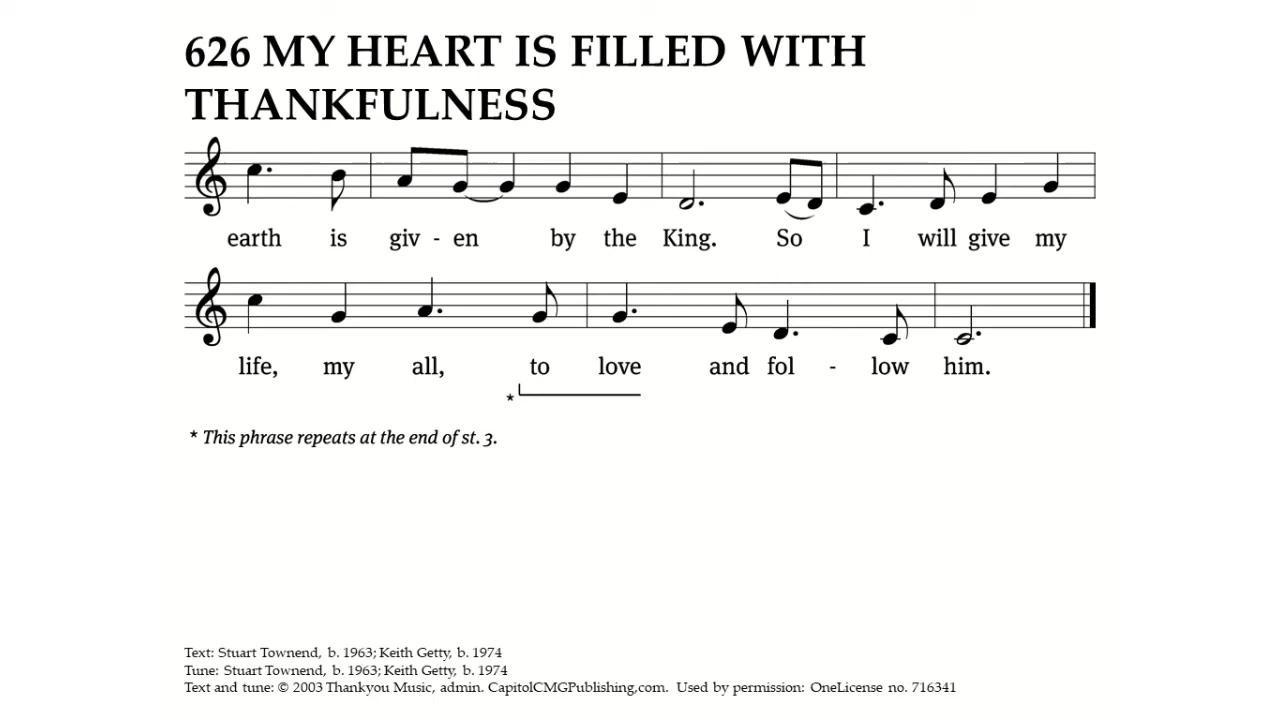 626 MY HEART IS FILLED WITH
THANKFULNESS
earth is giv - en by the King. So I will give my
life, my all, to love and fol - low him.
*
* This phrase repeats at the end of st. 3.
Text: Stuart Townend, b. 1963; Keith Getty, b. 1974
Tune: Stuart Townend, b. 1963; Keith Getty, b. 1974
Text and tune: © 2003 Thankyou Music, admin. CapitolCMGPublishing,com. Used by permission: OneLicense no. 716341